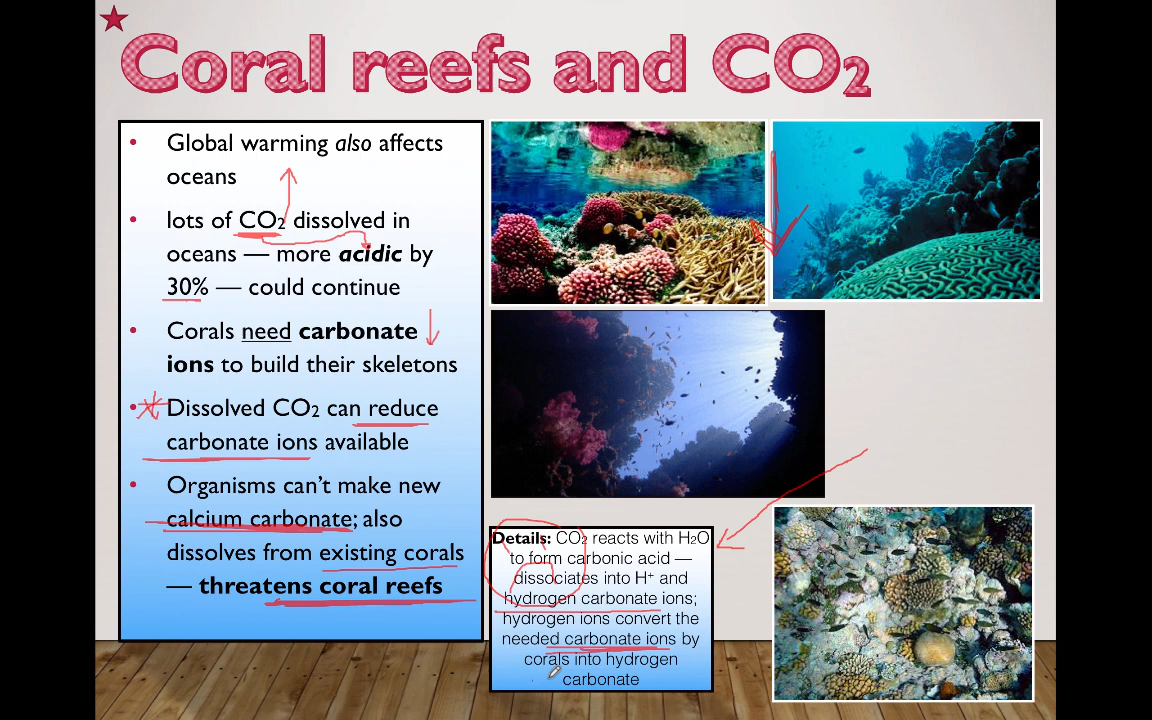 Coral reefs and CO₂
• Global warming also affects
oceans
• lots of CO₂ dissolved in
oceans — more acidic by
30% — could continue
• Corals need carbonate
ions to build their skeletons
• Dissolved CO₂ can reduce
carbonate ions available
• Organisms can't make new
calcium carbonate; also
dissolves from existing corals
— threatens coral reefs
Details: CO₂ reacts with H₂O
to form carbonic acid —
dissociates into H⁺ and
hydrogen carbonate ions;
hydrogen ions convert the
needed carbonate ions by
corals into hydrogen
carbonate